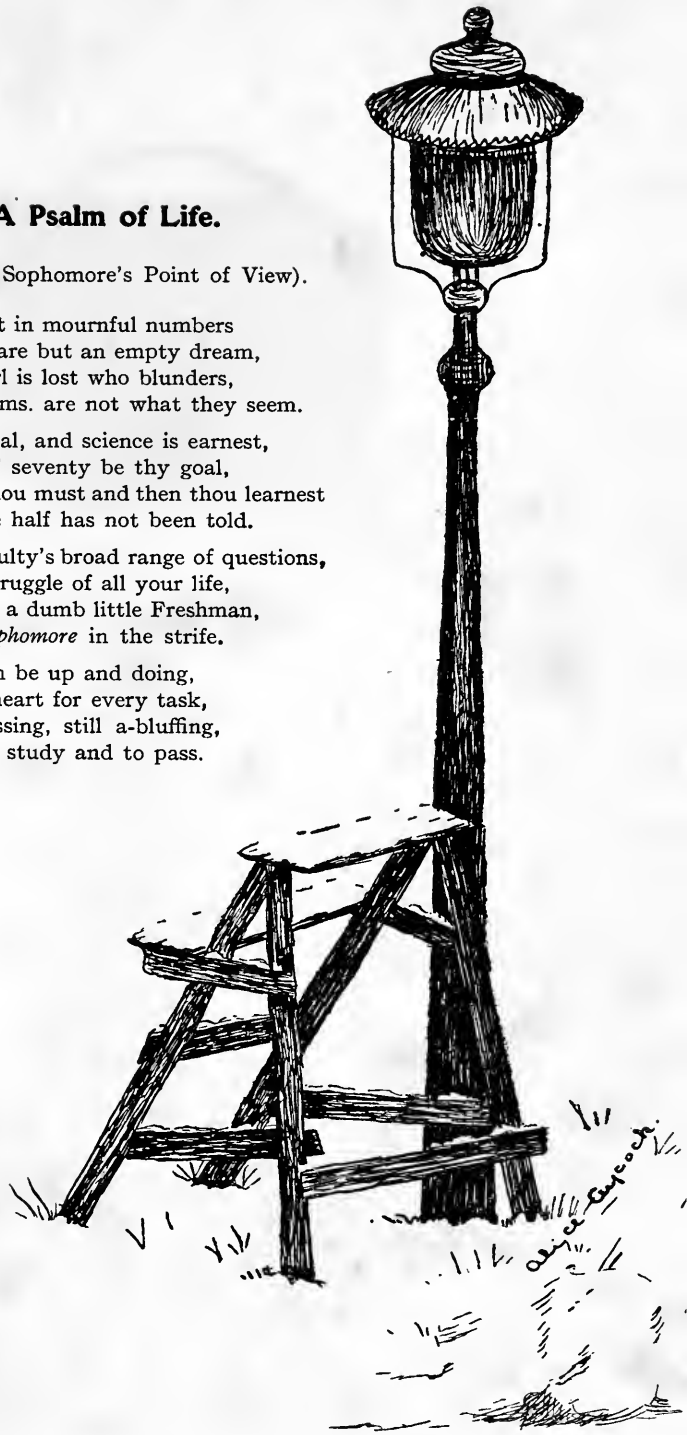 A Psalm of Life.
Sophomore's Point of View).
t in mournful numbers
are but an empty dream,
l is lost who blunders,
ms. are not what they seem.
al, and science is earnest,
seventy be thy goal,
ou must and then thou learnest
half has not been told.
ulty's broad range of questions,
ruggle of all your life,
a dumb little Freshman,
phomore in the strife.
be up and doing,
heart for every task,
ssing, still a-bluffing,
study and to pass.
Alice Aycock.